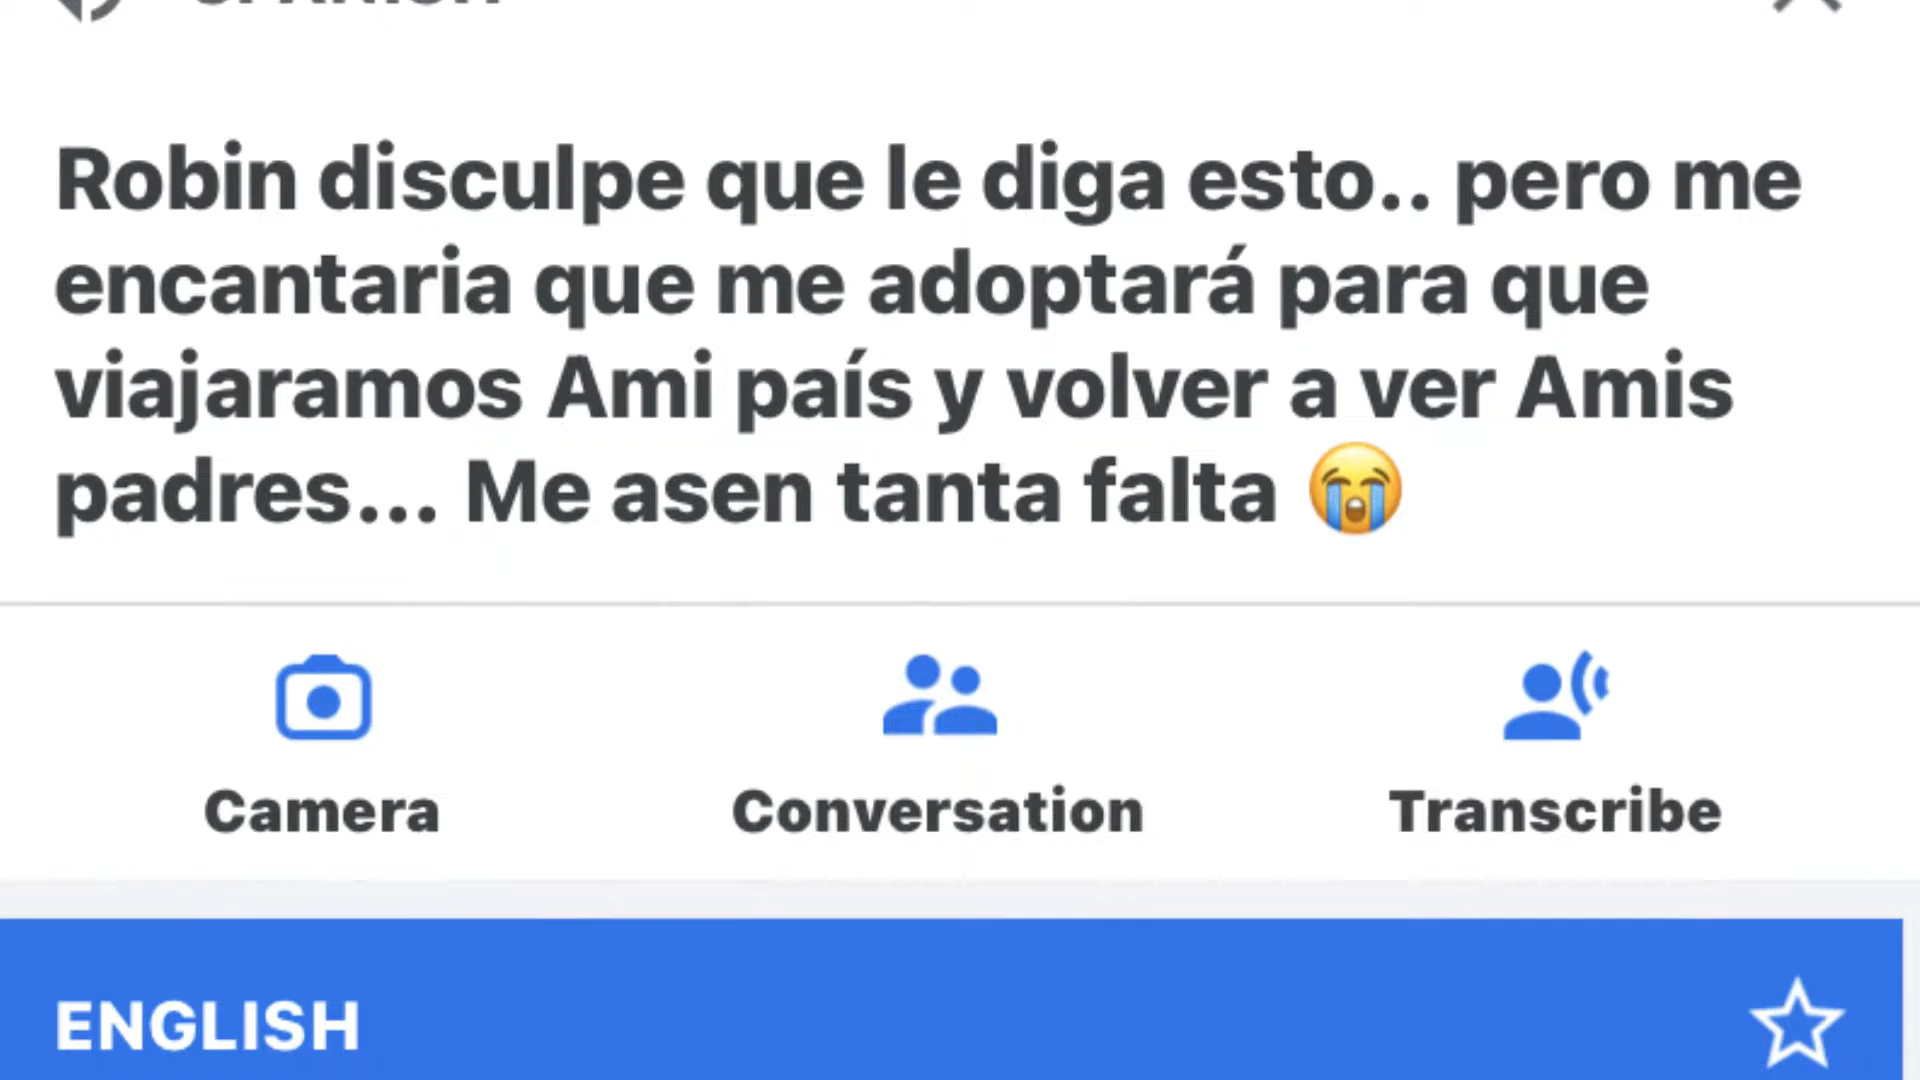 Robin disculpe que le diga esto.. pero me
encantaria que me adoptará para que
viajaramos Ami país y volver a ver Amis
padres... Me asen tanta falta 😭
Camera
Conversation
Transcribe
ENGLISH